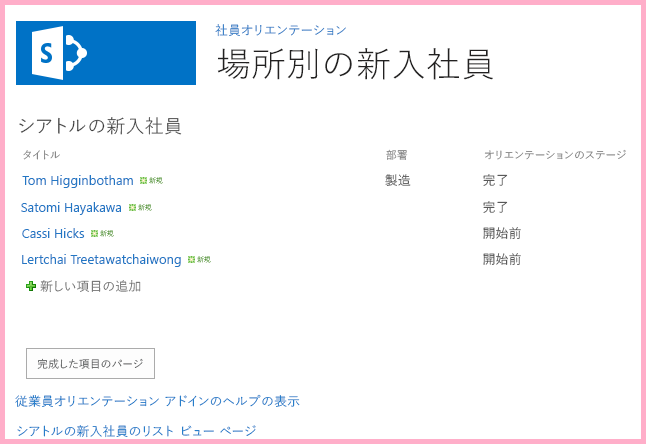 社員オリエンテーション
場所別の新入社員
シアトルの新入社員
タイトル 部署 オリエンテーションのステージ
Tom Higginbotham 新規 製造 完了
Satomi Hayakawa 新規 完了
Cassi Hicks 新規 開始前
Lertchai Treetawatchaiwong 新規 開始前
新しい項目の追加
完成した項目のパージ
従業員オリエンテーション アドインのヘルプの表示
シアトルの新入社員のリスト ビュー ページ